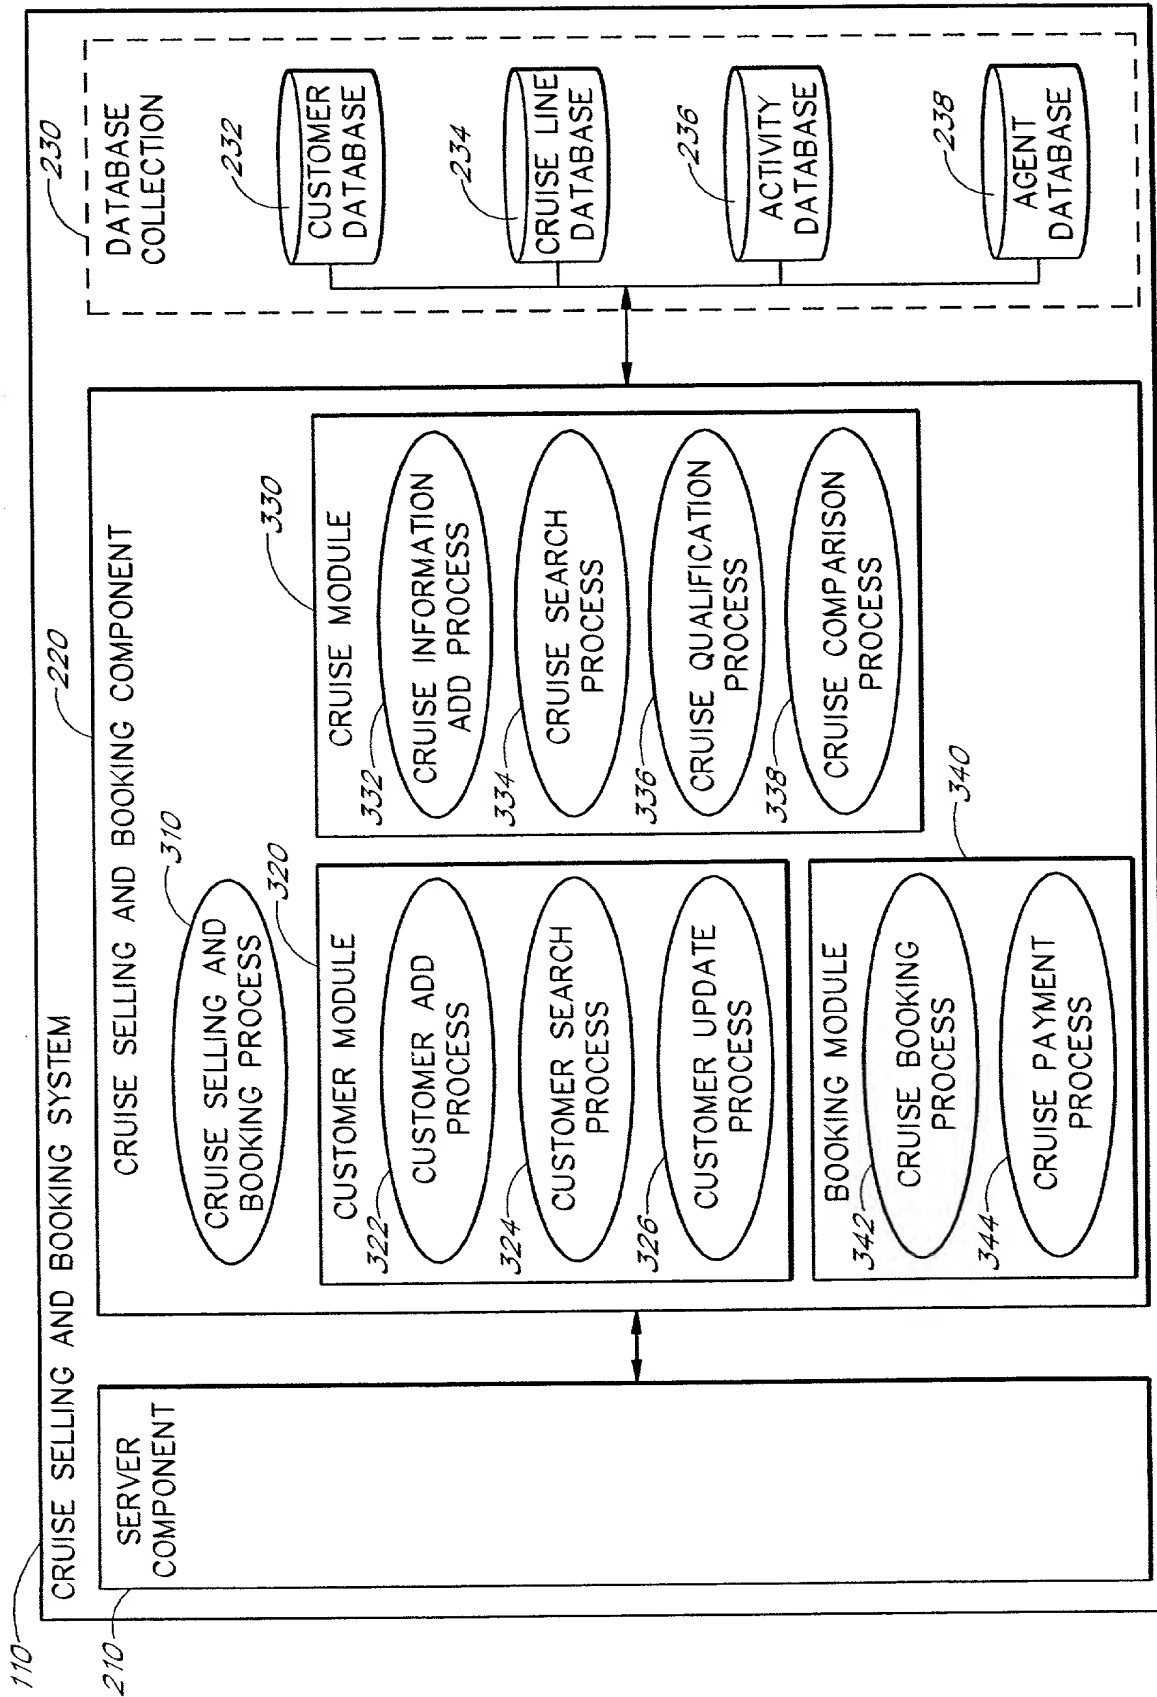 110
CRUISE SELLING AND BOOKING SYSTEM
210
SERVER
COMPONENT
220
CRUISE SELLING AND BOOKING COMPONENT
310
CRUISE SELLING AND
BOOKING PROCESS
320
CUSTOMER MODULE
322
CUSTOMER ADD
PROCESS
324
CUSTOMER SEARCH
PROCESS
326
CUSTOMER UPDATE
PROCESS
330
CRUISE MODULE
332
CRUISE INFORMATION
ADD PROCESS
334
CRUISE SEARCH
PROCESS
336
CRUISE QUALIFICATION
PROCESS
338
CRUISE COMPARISON
PROCESS
340
BOOKING MODULE
342
CRUISE BOOKING
PROCESS
344
CRUISE PAYMENT
PROCESS
230
DATABASE
COLLECTION
232
CUSTOMER
DATABASE
234
CRUISE LINE
DATABASE
236
ACTIVITY
DATABASE
238
AGENT
DATABASE